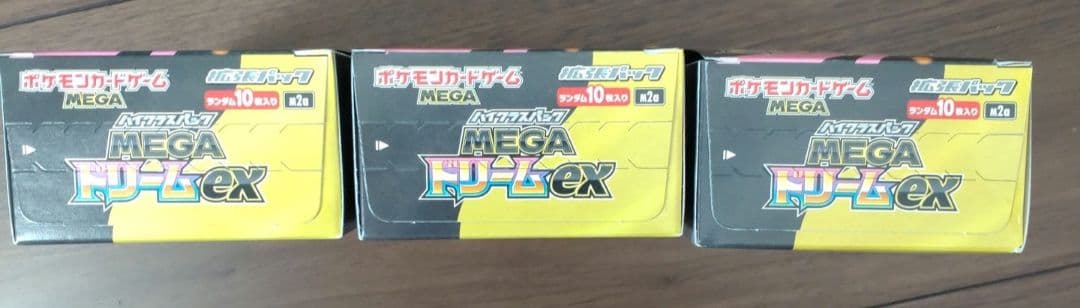 ポケモンカードゲーム
MEGA
拡張パック
ランダム10枚入り
M2a
ハイクラスパック
MEGA
ドリームex
ポケモンカードゲーム
MEGA
拡張パック
ランダム10枚入り
M2a
ハイクラスパック
MEGA
ドリームex
ポケモンカードゲーム
MEGA
拡張パック
ランダム10枚入り
M2a
ハイクラスパック
MEGA
ドリームex